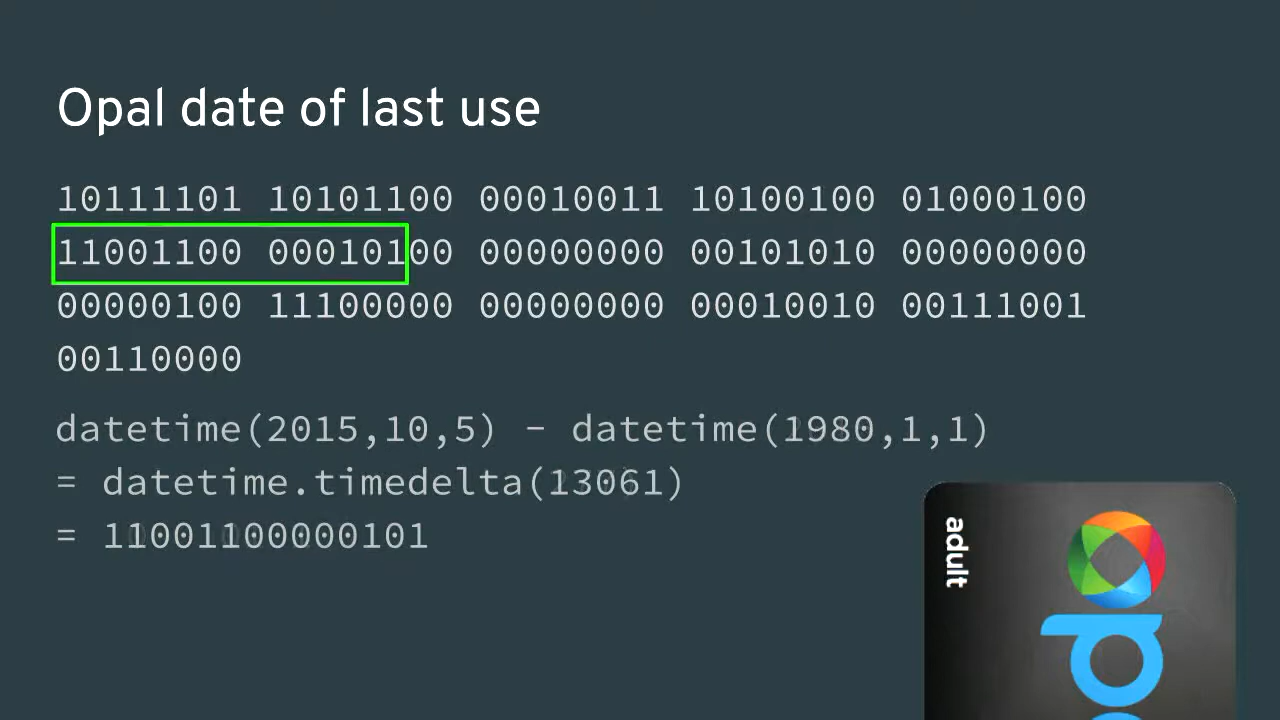 Opal date of last use
10111101 10101100 00010011 10100100 01000100
11001100 00010100 00000000 00101010 00000000
00000100 11100000 00000000 00010010 00111001
00110000
datetime(2015,10,5) - datetime(1980,1,1)
= datetime.timedelta(13061)
= 11001100000101
adult